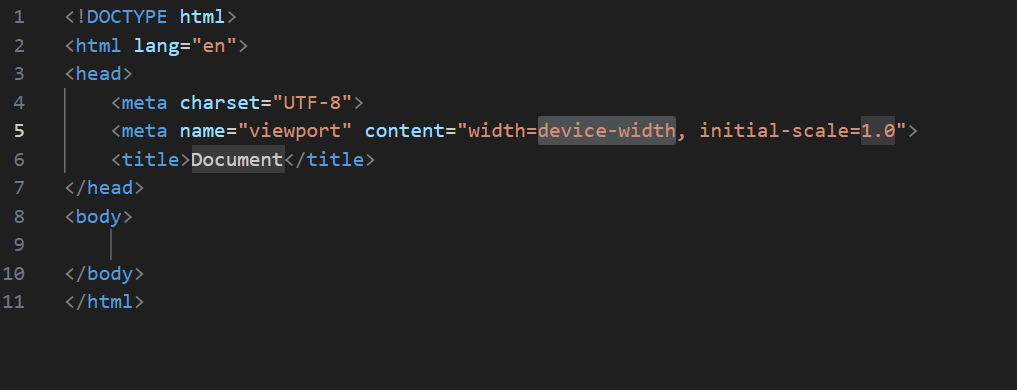 1 <!DOCTYPE html>
2 <html lang="en">
3 <head>
4     <meta charset="UTF-8">
5     <meta name="viewport" content="width=device-width, initial-scale=1.0">
6     <title>Document</title>
7 </head>
8 <body>
9
10 </body>
11 </html>